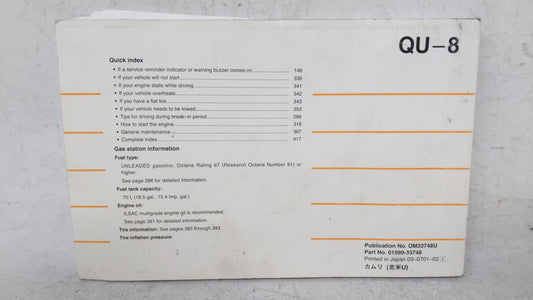 QU-8
Quick index
• If a service reminder indicator or warning buzzer comes on 146
• If your vehicle will not start 336
• If your engine stalls while driving 341
• If your vehicle overheats 342
• If you have a flat tire 343
• If your vehicle needs to be towed 353
• Tips for driving during break-in period 286
• How to start the engine 316
• General maintenance 367
• Complete index 417
Gas station information
Fuel type:
UNLEADED gasoline, Octane Rating 87 (Research Octane Number 91) or
higher.
See page 286 for detailed information.
Fuel tank capacity:
70 L (18.5 gal., 15.4 Imp. gal.)
Engine oil:
ILSAC multigrade engine oil is recommended.
See page 381 for detailed information.
Tire information: See pages 385 through 393.
Tire inflation pressure:
Publication No. OM33748U
Part No. 01999-33748
Printed in Japan 03-0701-02 1
カムリ (北米U)